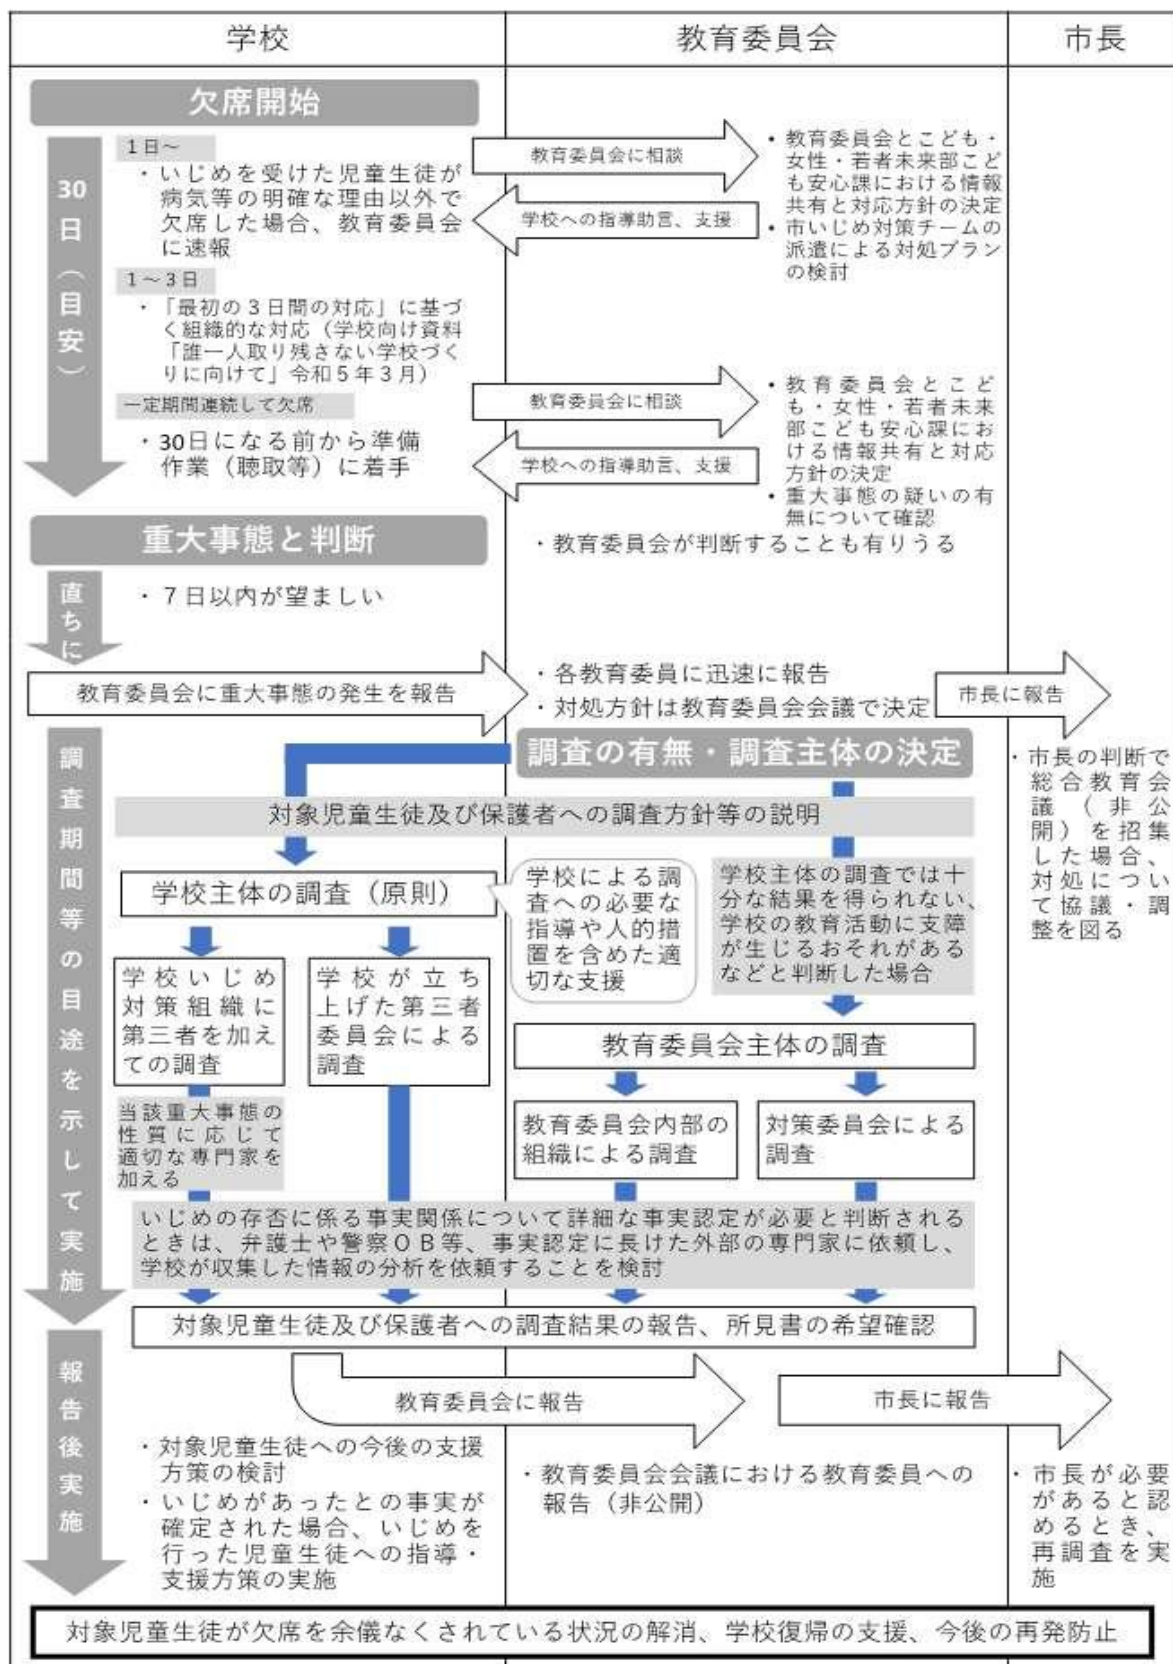 学校
教育委員会
市長
欠席開始
30日（目安）
１日～
・いじめを受けた児童生徒が
病気等の明確な理由以外で
欠席した場合、教育委員会
に速報
教育委員会に相談
学校への指導助言、支援
・教育委員会とこども・
女性・若者未来部こど
も安心課における情報
共有と対応方針の決定
・市いじめ対策チームの
派遣による対処プラン
の検討
１～３日
・「最初の３日間の対応」に基づ
く組織的な対応（学校向け資料
「誰一人取り残さない学校づく
りに向けて」令和５年３月）
一定期間連続して欠席
・30日になる前から準備
作業（聴取等）に着手
教育委員会に相談
学校への指導助言、支援
・教育委員会とこど
も・女性・若者未来
部こども安心課にお
ける情報共有と対応
方針の決定
・重大事態の疑いの有
無について確認
重大事態と判断
・教育委員会が判断することも有りうる
直ちに
・７日以内が望ましい
教育委員会に重大事態の発生を報告
・各教育委員に迅速に報告
・対処方針は教育委員会会議で決定
市長に報告
調査期間等の目途を示して実施
調査の有無・調査主体の決定
・市長の判断で
総合教育会
議（非公
開）を招集
した場合、
対処につい
て協議・調
整を図る
対象児童生徒及び保護者への調査方針等の説明
学校主体の調査（原則）
学校による調
査への必要な
指導や人的措
置を含めた適
切な支援
学校主体の調査では十
分な結果を得られない、
学校の教育活動に支障
が生じるおそれがある
などと判断した場合
学校いじめ
対策組織に
第三者を加え
ての調査
学校が立ち
上げた第三者
委員会による
調査
教育委員会主体の調査
当該重大事態の
性質に応じて
適切な専門家を
加える
教育委員会内部の
組織による調査
対策委員会による
調査
いじめの存否に係る事実関係について詳細な事実認定が必要と判断される
ときは、弁護士や警察ＯＢ等、事実認定に長けた外部の専門家に依頼し、
学校が収集した情報の分析を依頼することを検討
対象児童生徒及び保護者への調査結果の報告、所見書の希望確認
報告後実施
教育委員会に報告
市長に報告
・対象児童生徒への今後の支援
方策の検討
・いじめがあったとの事実が
確定された場合、いじめを
行った児童生徒への指導・
支援方策の実施
・教育委員会会議における教育委員への
報告（非公開）
・市長が必要
があると認
めるとき、
再調査を実
施
対象児童生徒が欠席を余儀なくされている状況の解消、学校復帰の支援、今後の再発防止